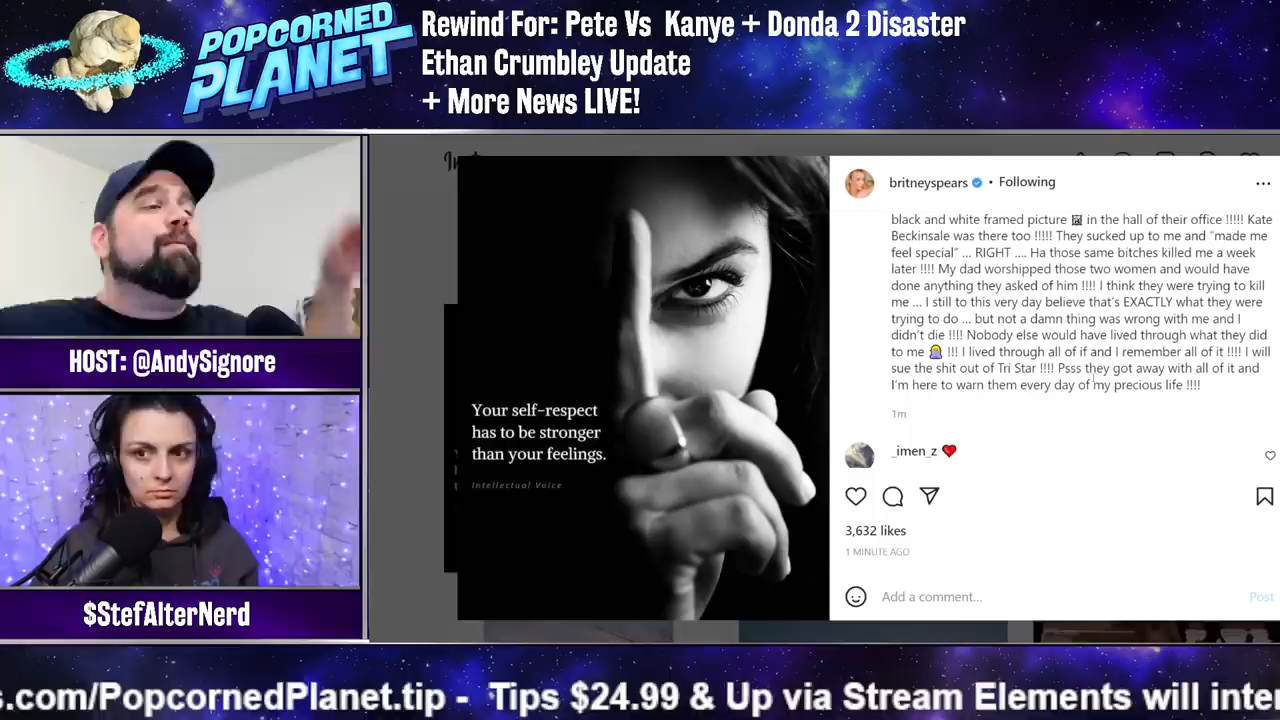 POPCORNED
PLANET
Rewind For: Pete Vs Kanye + Donda 2 Disaster
Ethan Crumbley Update
+ More News LIVE!
HOST: @AndySignore
$StefAlterNerd
Your self-respect
has to be stronger
than your feelings.
Intellectual Voice
britneyspears • Following
black and white framed picture 🖼 in the hall of their office !!!!! Kate
Beckinsale was there too !!!!! They sucked up to me and “made me
feel special” … RIGHT …. Ha those same bitches killed me a week
later !!!! My dad worshipped those two women and would have
done anything they asked of him !!!! I think they were trying to kill
me … I still to this very day believe that’s EXACTLY what they were
trying to do … but not a damn thing was wrong with me and I
didn’t die !!!! Nobody else would have lived through what they did
to me 🤷🏼‍♀️ !!! I lived through all of if and I remember all of it !!!! I will
sue the shit out of Tri Star !!!! Psss they got away with all of it and
I’m here to warn them every day of my precious life !!!!
1m
_imen_z ❤️
3,632 likes
1 MINUTE AGO
Add a comment…
Post
s.com/PopcornedPlanet.tip - Tips $24.99 & Up via Stream Elements will inter